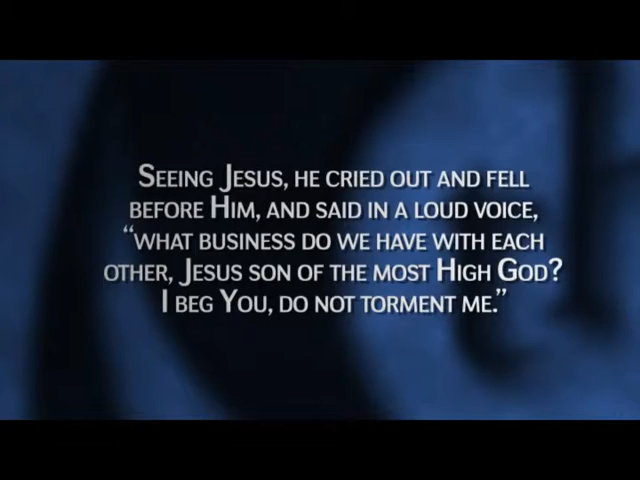 Seeing Jesus, he cried out and fell
before Him, and said in a loud voice,
“what business do we have with each
other, Jesus son of the most High God?
I beg You, do not torment me.”